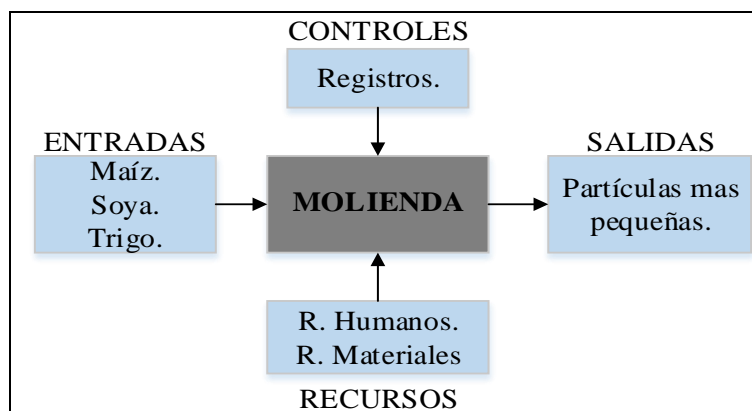 CONTROLES
Registros.
ENTRADAS
Maíz.
Soya.
Trigo.
MOLIENDA
SALIDAS
Partículas mas
pequeñas.
R. Humanos.
R. Materiales
RECURSOS